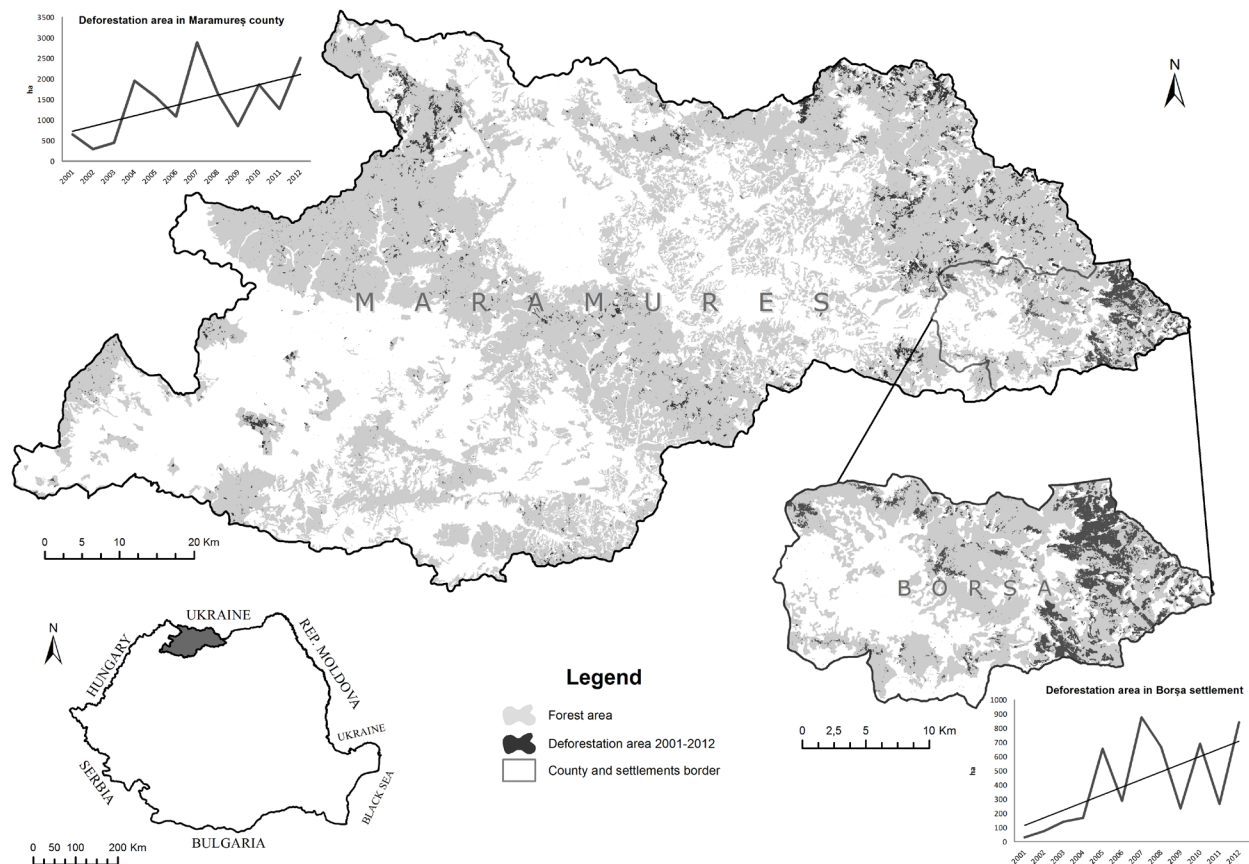 Deforestation area in Maramureș county
3500
3000
2500
2000
1500
1000
500
0
ha
2001
2002
2003
2004
2005
2006
2007
2008
2009
2010
2011
2012
N
M A R A M U R E Ș
0 5 10 20 Km
B O R S A
0 2,5 5 10 Km
N
UKRAINE
HUNGARY
REP. MOLDOVA
UKRAINE
SERBIA
BLACK SEA
BULGARIA
0 50 100 200 Km
Legend
Forest area
Deforestation area 2001-2012
County and settlements border
Deforestation area in Borșa settlement
1000
900
800
700
600
500
400
300
200
100
0
ha
2001
2002
2003
2004
2005
2006
2007
2008
2009
2010
2011
2012